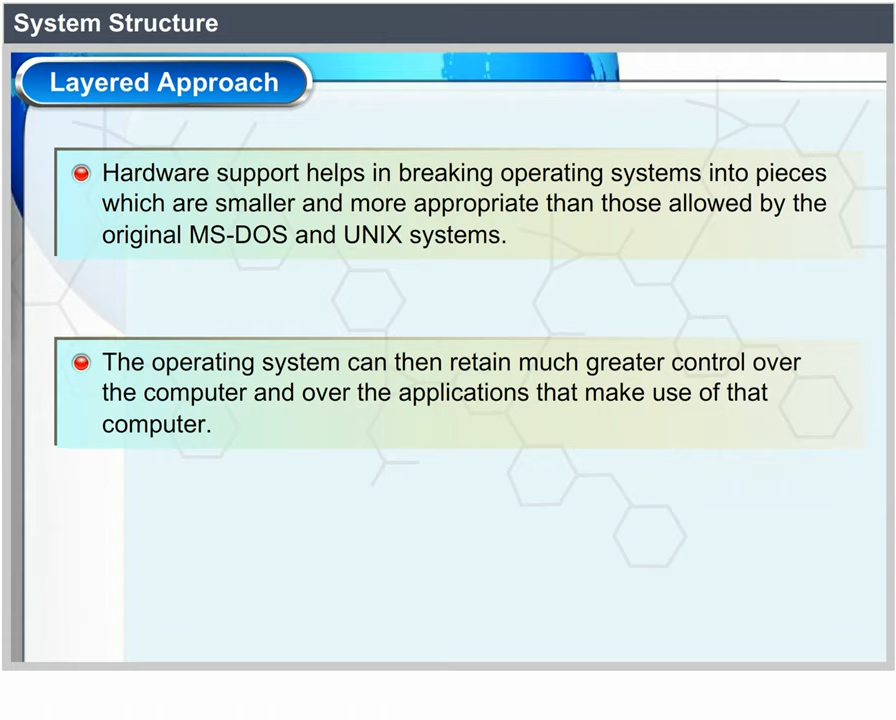 System Structure
Layered Approach
Hardware support helps in breaking operating systems into pieces
which are smaller and more appropriate than those allowed by the
original MS-DOS and UNIX systems.
The operating system can then retain much greater control over
the computer and over the applications that make use of that
computer.